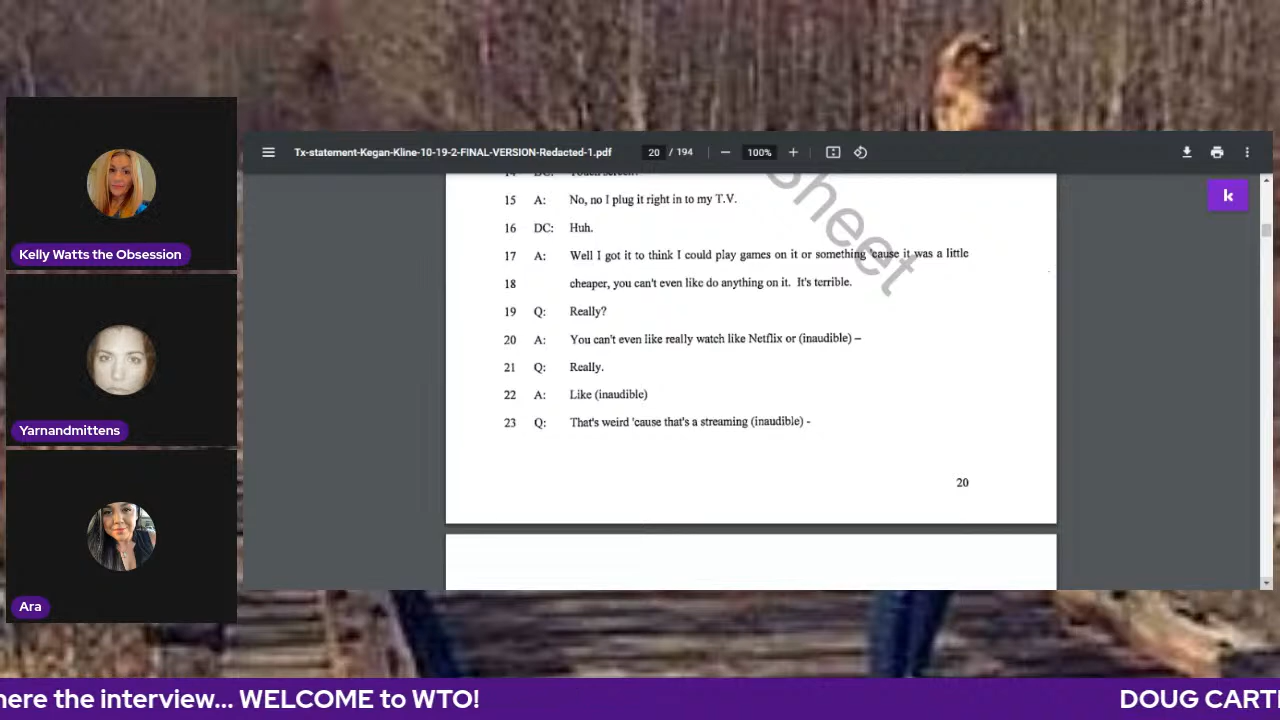 Tx-statement-Kegan-Kline-10-19-2-FINAL-VERSION-Redacted-1.pdf 20 / 194 100%
k
Sheet
15 A: No, no I plug it right in to my T.V.
16 DC: Huh.
17 A: Well I got it to think I could play games on it or something 'cause it was a little
18 cheaper, you can't even like do anything on it. It's terrible.
19 Q: Really?
20 A: You can't even like really watch like Netflix or (inaudible) –
21 Q: Really.
22 A: Like (inaudible)
23 Q: That's weird 'cause that's a streaming (inaudible) -
20
Kelly Watts the Obsession
Yarnandmittens
Ara
here the interview... WELCOME to WTO! DOUG CART